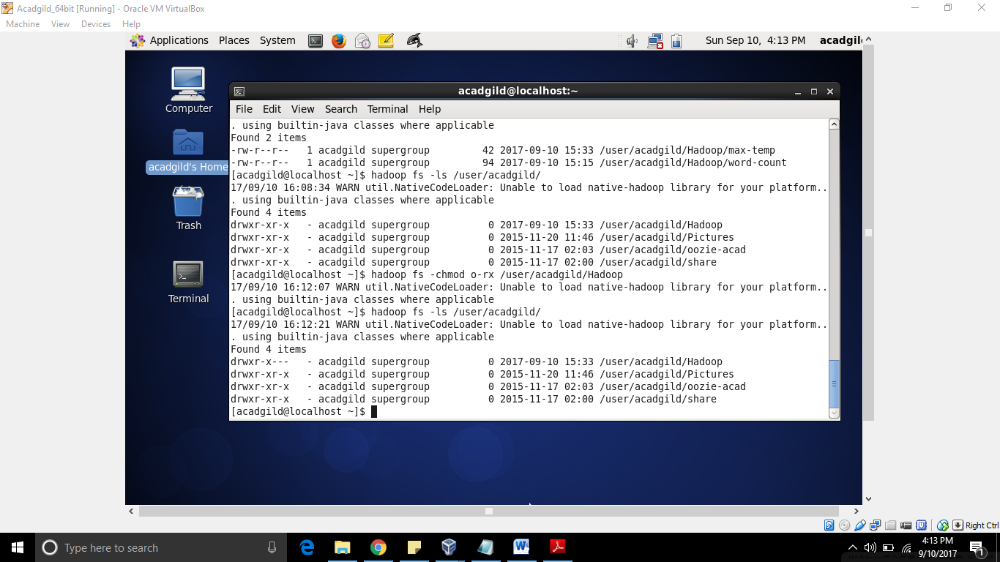 Acadgild_64bit [Running] - Oracle VM VirtualBox
Machine View Devices Help
Applications Places System Sun Sep 10, 4:13 PM acadgil
Computer
acadgild's Home
Trash
Terminal
acadgild@localhost:~
File Edit View Search Terminal Help
. using builtin-java classes where applicable
Found 2 items
-rw-r--r--   1 acadgild supergroup         42 2017-09-10 15:33 /user/acadgild/Hadoop/max-temp
-rw-r--r--   1 acadgild supergroup         94 2017-09-10 15:15 /user/acadgild/Hadoop/word-count
[acadgild@localhost ~]$ hadoop fs -ls /user/acadgild/
17/09/10 16:08:34 WARN util.NativeCodeLoader: Unable to load native-hadoop library for your platform..
. using builtin-java classes where applicable
Found 4 items
drwxr-xr-x   - acadgild supergroup          0 2017-09-10 15:33 /user/acadgild/Hadoop
drwxr-xr-x   - acadgild supergroup          0 2015-11-20 11:46 /user/acadgild/Pictures
drwxr-xr-x   - acadgild supergroup          0 2015-11-17 02:03 /user/acadgild/oozie-acad
drwxr-xr-x   - acadgild supergroup          0 2015-11-17 02:00 /user/acadgild/share
[acadgild@localhost ~]$ hadoop fs -chmod o-rx /user/acadgild/Hadoop
17/09/10 16:12:07 WARN util.NativeCodeLoader: Unable to load native-hadoop library for your platform..
. using builtin-java classes where applicable
[acadgild@localhost ~]$ hadoop fs -ls /user/acadgild/
17/09/10 16:12:21 WARN util.NativeCodeLoader: Unable to load native-hadoop library for your platform..
. using builtin-java classes where applicable
Found 4 items
drwxr-x---   - acadgild supergroup          0 2017-09-10 15:33 /user/acadgild/Hadoop
drwxr-xr-x   - acadgild supergroup          0 2015-11-20 11:46 /user/acadgild/Pictures
drwxr-xr-x   - acadgild supergroup          0 2015-11-17 02:03 /user/acadgild/oozie-acad
drwxr-xr-x   - acadgild supergroup          0 2015-11-17 02:00 /user/acadgild/share
[acadgild@localhost ~]$
Right Ctrl
Type here to search
4:13 PM
9/10/2017
1